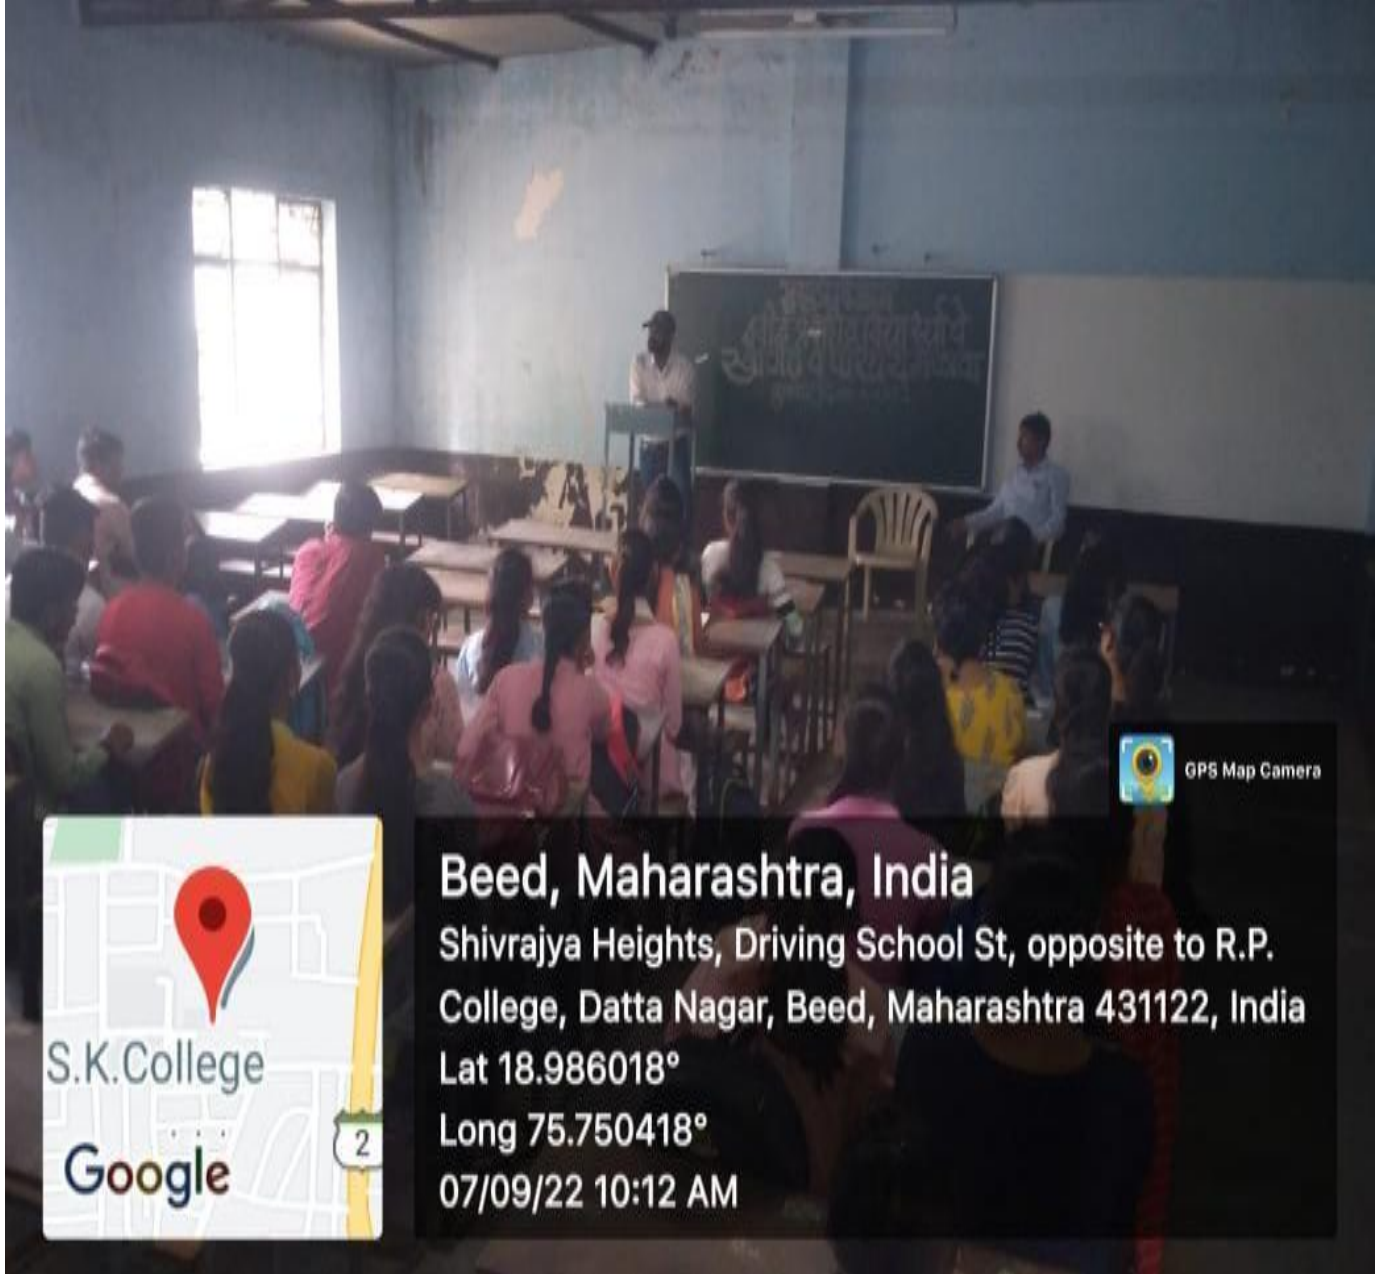 स्वागत व
GPS Map Camera
Beed, Maharashtra, India
Shivrajya Heights, Driving School St, opposite to R.P.
College, Datta Nagar, Beed, Maharashtra 431122, India
Lat 18.986018°
Long 75.750418°
07/09/22 10:12 AM
S.K.College
2
Google